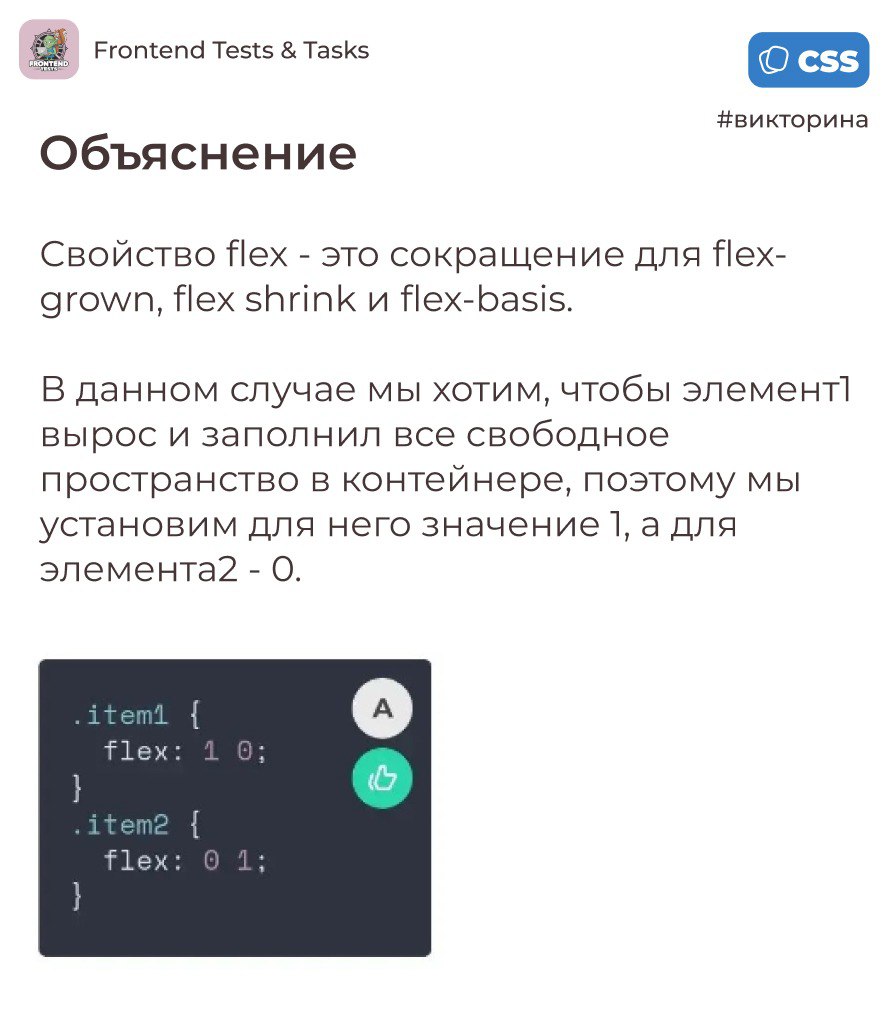 FRONTEND
TESTS
Frontend Tests & Tasks
CSS
#викторина
Объяснение
Свойство flex - это сокращение для flex-
grown, flex shrink и flex-basis.
В данном случае мы хотим, чтобы элемент1
вырос и заполнил все свободное
пространство в контейнере, поэтому мы
установим для него значение 1, а для
элемента2 - 0.
A
.item1 {
flex: 1 0;
}
.item2 {
flex: 0 1;
}